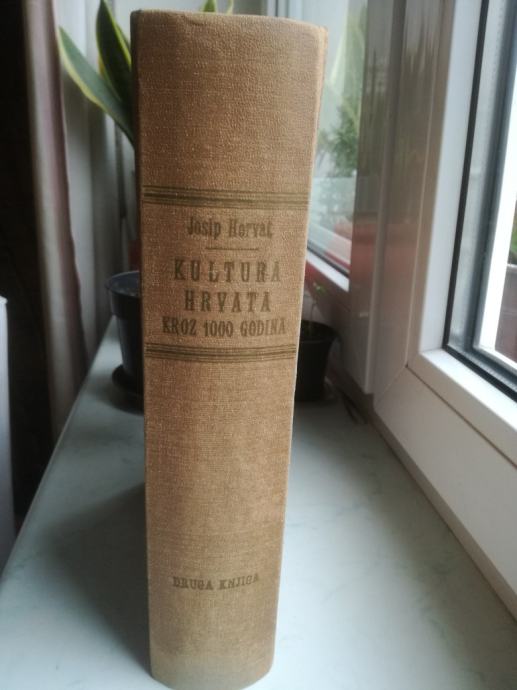 Josip Horvat
KULTURA
HRVATA
KROZ 1000 GODINA
DRUGA KNJIGA